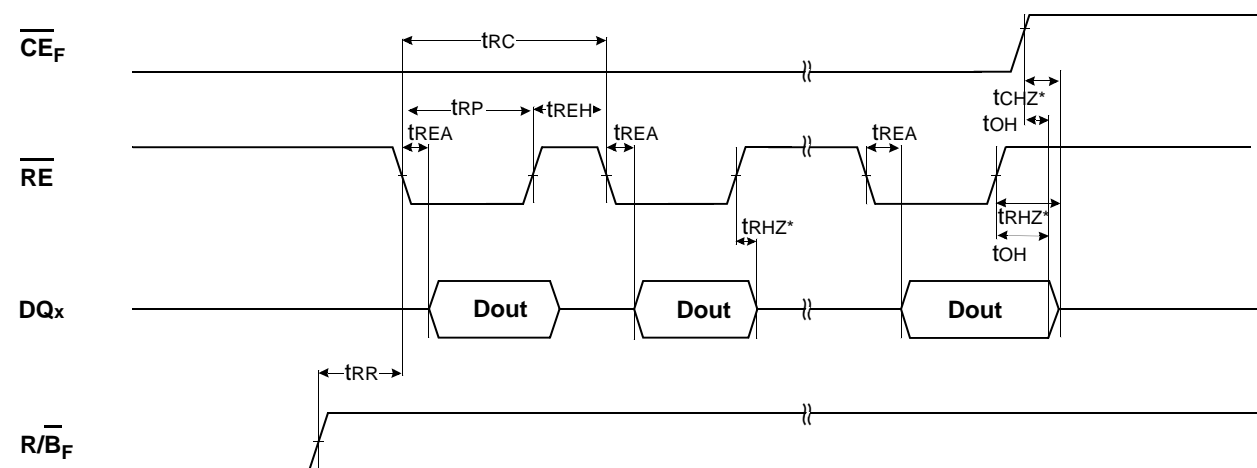 CEF
tRC
tCHZ*
tRP
tREH
tOH
tREA
tREA
tREA
RE
tRHZ*
tRHZ*
tOH
DQx
Dout
Dout
Dout
tRR
R/BF